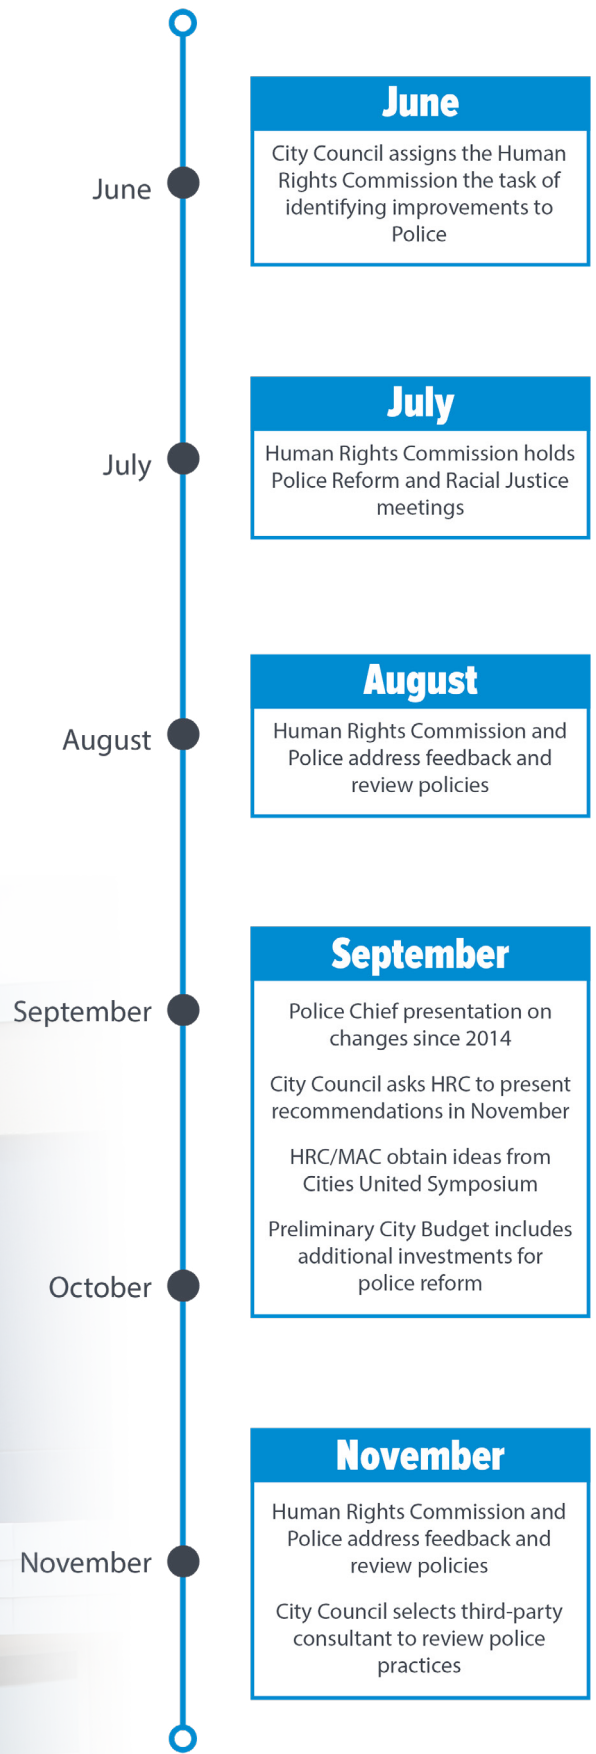 June
June
City Council assigns the Human
Rights Commission the task of
identifying improvements to
Police
July
July
Human Rights Commission holds
Police Reform and Racial Justice
meetings
August
August
Human Rights Commission and
Police address feedback and
review policies
September
September
Police Chief presentation on
changes since 2014
City Council asks HRC to present
recommendations in November
HRC/MAC obtain ideas from
Cities United Symposium
Preliminary City Budget includes
additional investments for
police reform
October
November
November
Human Rights Commission and
Police address feedback and
review policies
City Council selects third-party
consultant to review police
practices